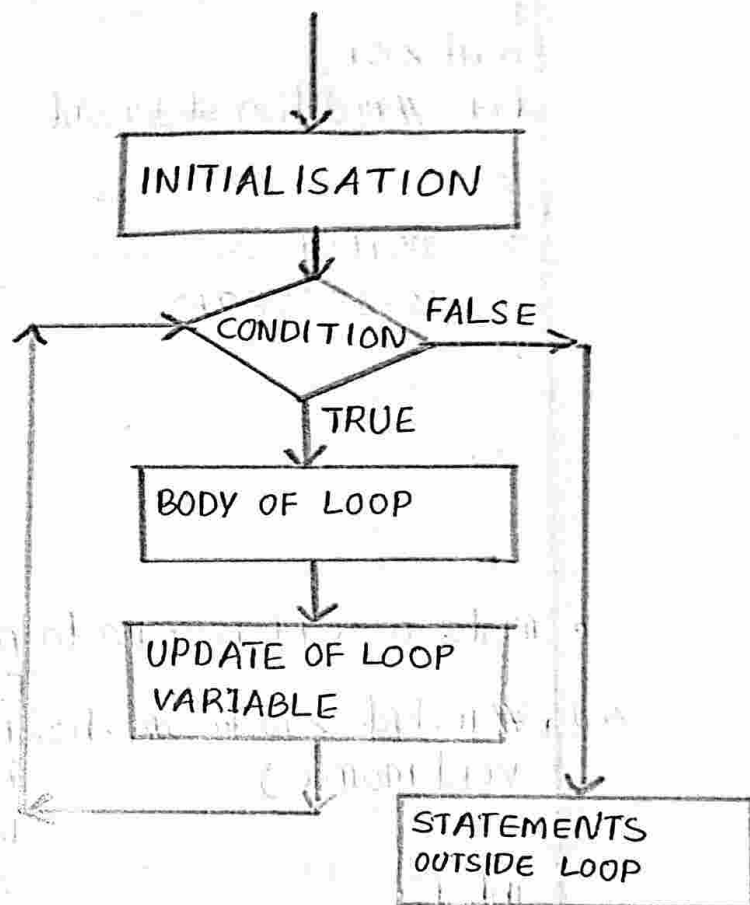 INITIALISATION
CONDITION
FALSE
TRUE
BODY OF LOOP
UPDATE OF LOOP
VARIABLE
STATEMENTS
OUTSIDE LOOP